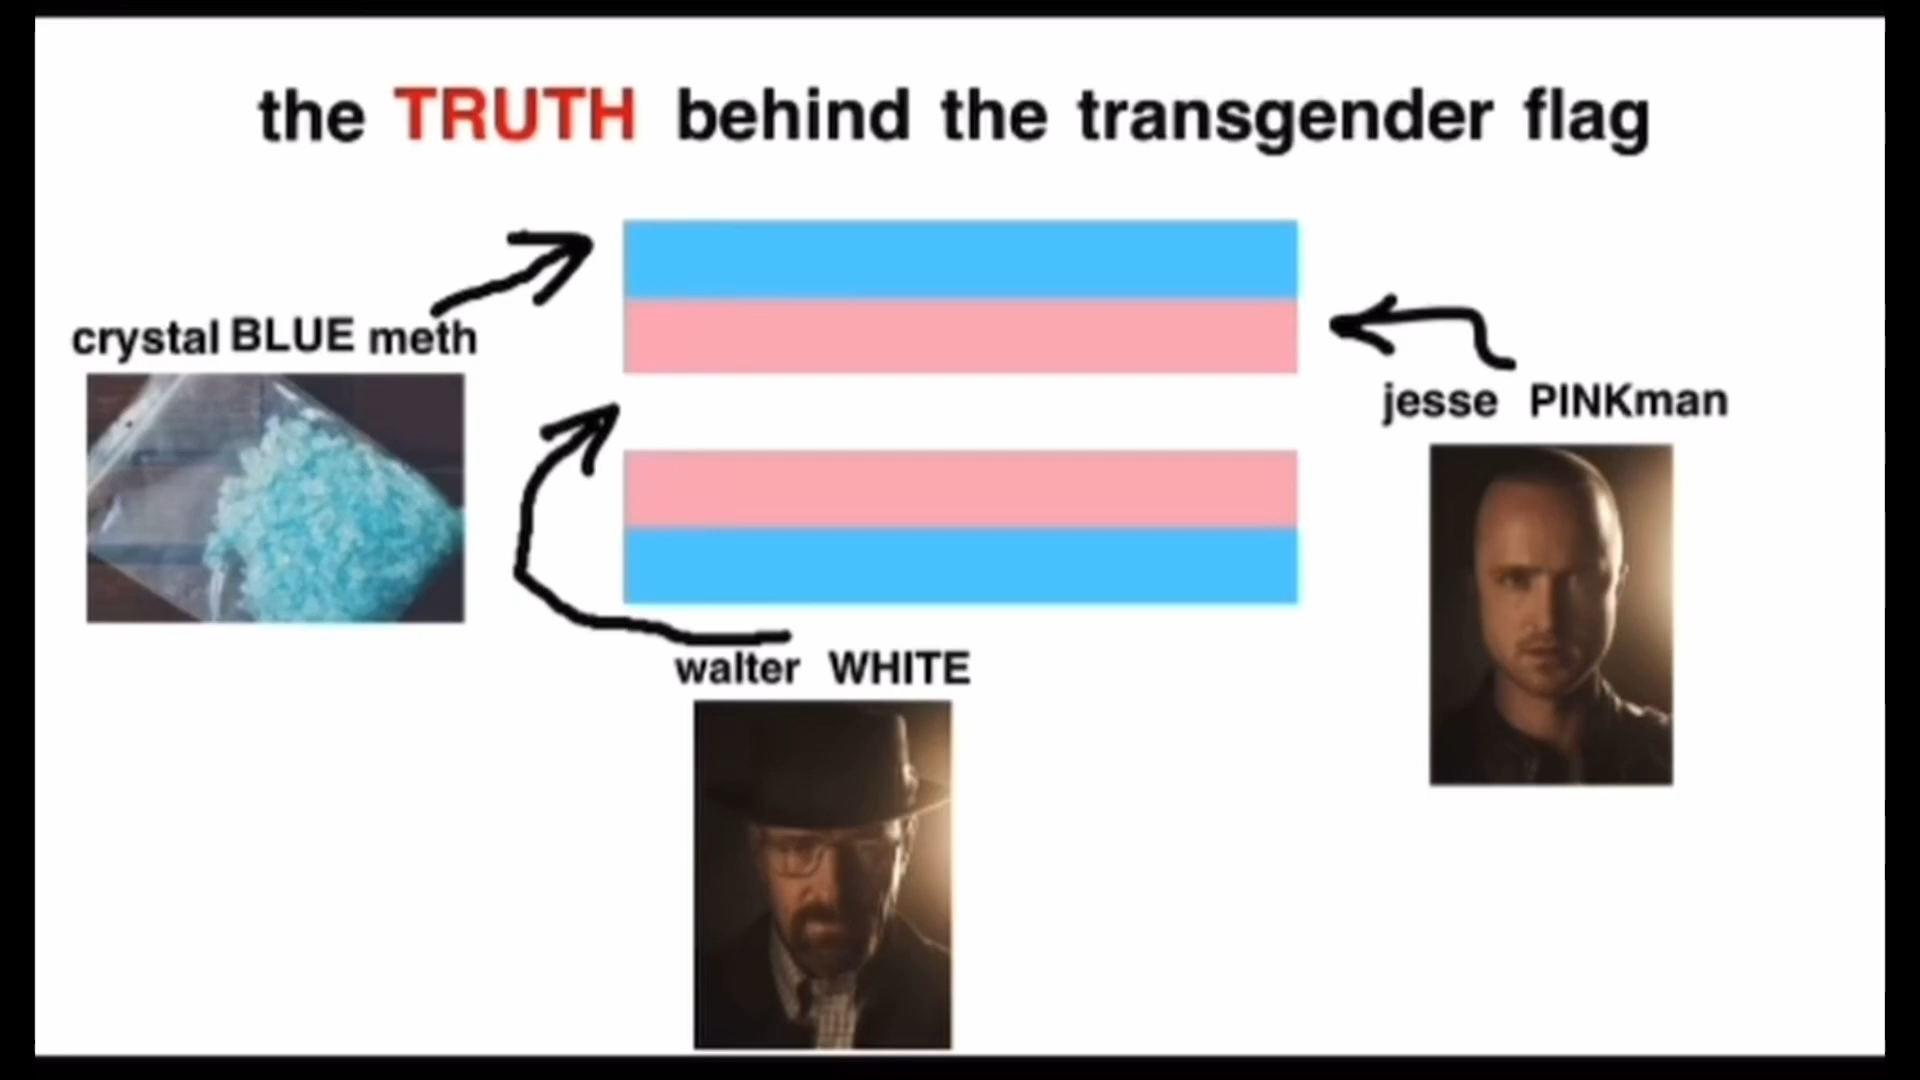 the TRUTH behind the transgender flag
crystal BLUE meth
jesse PINKman
walter WHITE